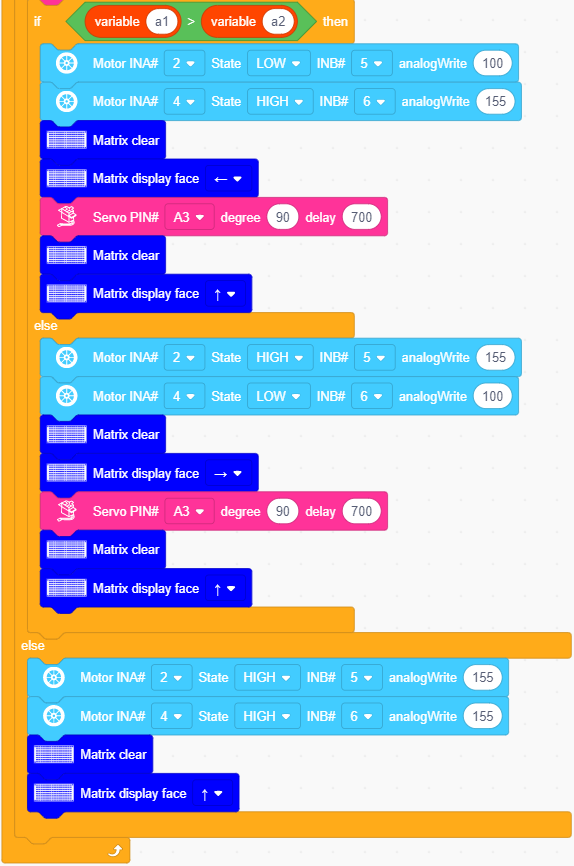 if variable a1 > variable a2 then
Motor INA# 2 State LOW INB# 5 analogWrite 100
Motor INA# 4 State HIGH INB# 6 analogWrite 155
Matrix clear
Matrix display face ←
Servo PIN# A3 degree 90 delay 700
Matrix clear
Matrix display face ↑
else
Motor INA# 2 State HIGH INB# 5 analogWrite 155
Motor INA# 4 State LOW INB# 6 analogWrite 100
Matrix clear
Matrix display face →
Servo PIN# A3 degree 90 delay 700
Matrix clear
Matrix display face ↑
else
Motor INA# 2 State HIGH INB# 5 analogWrite 155
Motor INA# 4 State HIGH INB# 6 analogWrite 155
Matrix clear
Matrix display face ↑